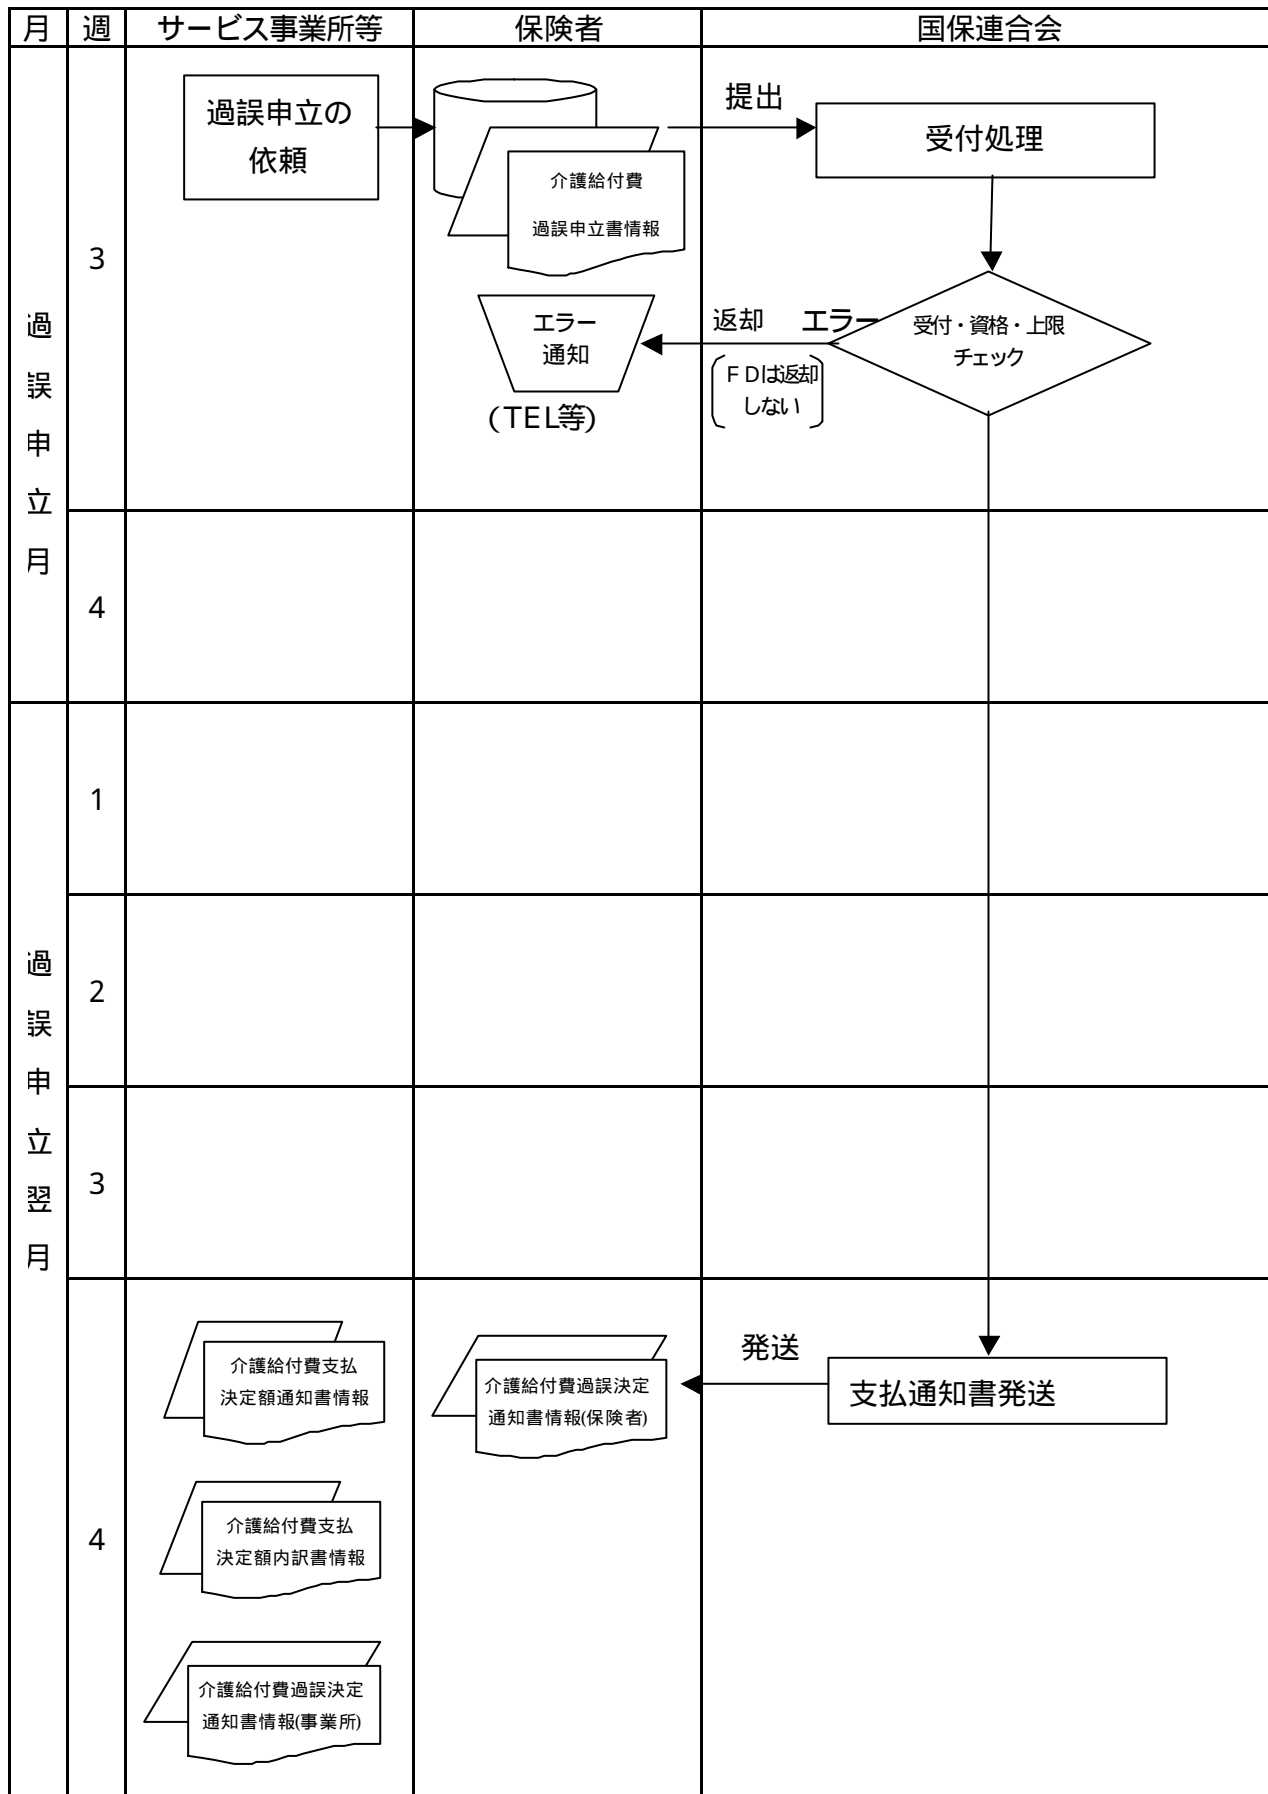 月 週 サービス事業所等 保険者 国保連合会
過誤申立月
3
過誤申立の
依頼
介護給付費
過誤申立書情報
提出
受付処理
受付・資格・上限
チェック
エラー
返却
FDは返却
しない
エラー
通知
(TEL等)
4
過誤申立翌月
1
2
3
4
介護給付費支払
決定額通知書情報
介護給付費支払
決定額内訳書情報
介護給付費過誤決定
通知書情報(事業所)
介護給付費過誤決定
通知書情報(保険者)
発送
支払通知書発送